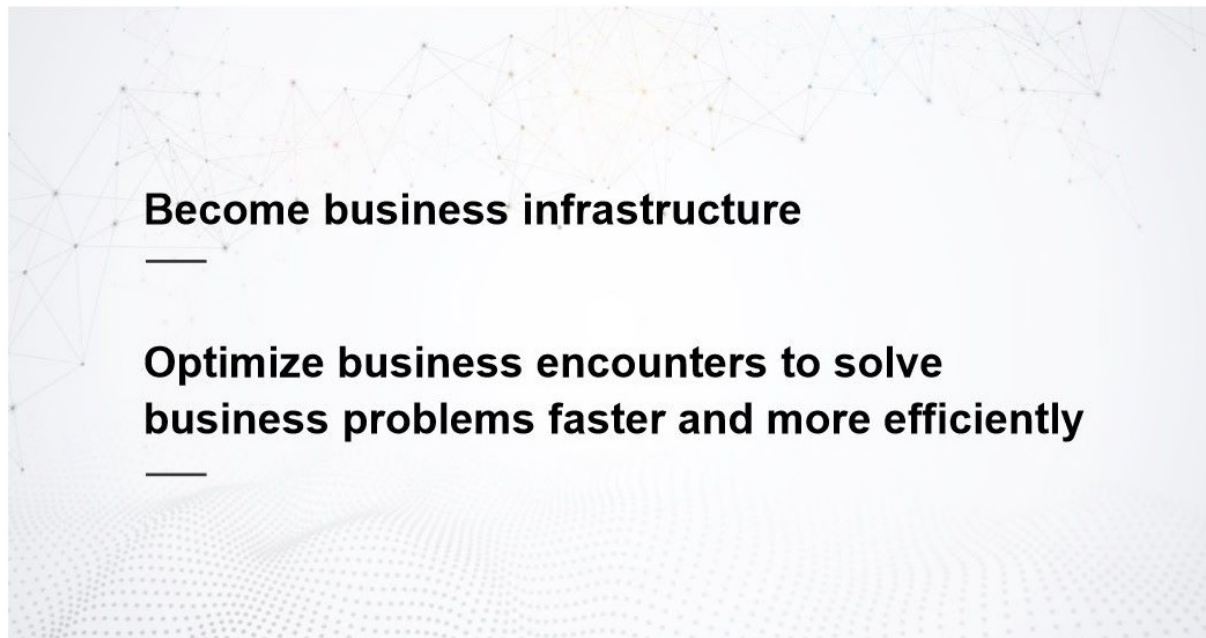 Become business infrastructure
Optimize business encounters to solve
business problems faster and more efficiently